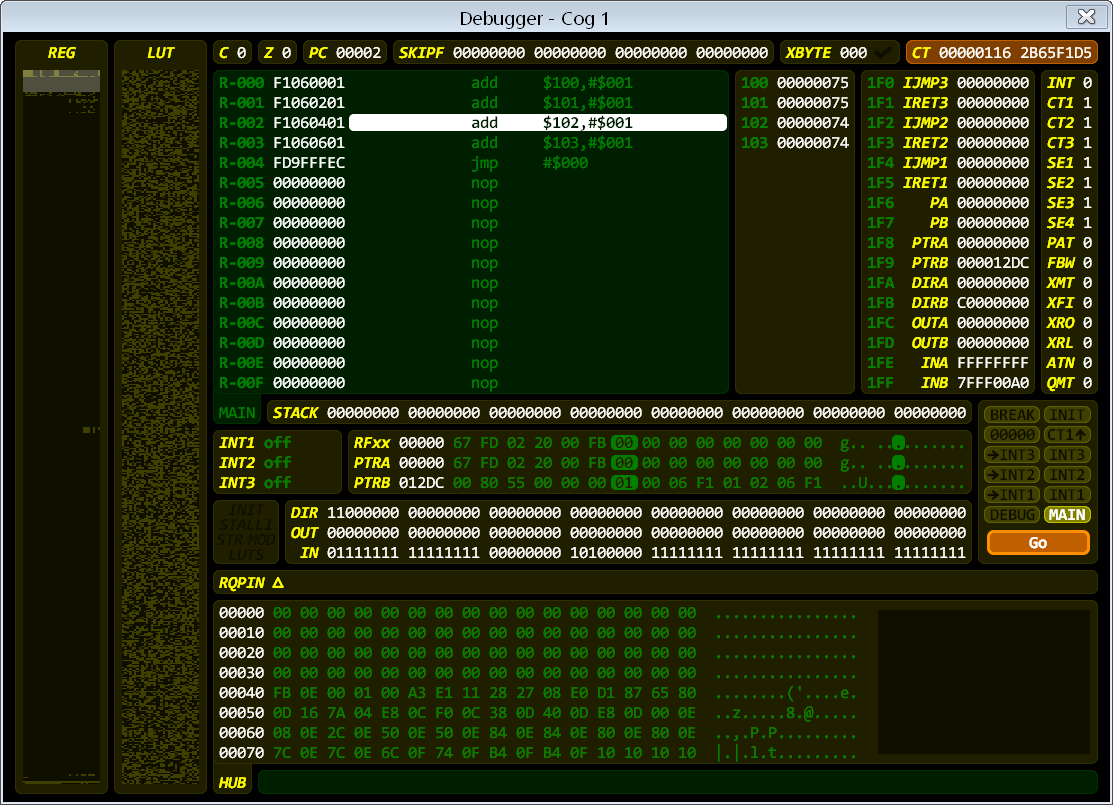 Debugger - Cog 1
REG LUT C 0 Z 0 PC 00002 SKIPF 00000000 00000000 00000000 00000000 XBYTE 000 ✓ CT 00000116 2B65F1D5
R-000 F1060001 add $100,#$001 100 00000075 1F0 IJMP3 00000000 INT 0
R-001 F1060201 add $101,#$001 101 00000075 1F1 IRET3 00000000 CT1 1
R-002 F1060401 add $102,#$001 102 00000074 1F2 IJMP2 00000000 CT2 1
R-003 F1060601 add $103,#$001 103 00000074 1F3 IRET2 00000000 CT3 1
R-004 FD9FFFEC jmp #$000 1F4 IJMP1 00000000 SE1 1
R-005 00000000 nop 1F5 IRET1 00000000 SE2 1
R-006 00000000 nop 1F6 PA 00000000 SE3 1
R-007 00000000 nop 1F7 PB 00000000 SE4 1
R-008 00000000 nop 1F8 PTRA 00000000 PAT 0
R-009 00000000 nop 1F9 PTRB 000012DC FBW 0
R-00A 00000000 nop 1FA DIRA 00000000 XMT 0
R-00B 00000000 nop 1FB DIRB C0000000 XFI 0
R-00C 00000000 nop 1FC OUTA 00000000 XRO 0
R-00D 00000000 nop 1FD OUTB 00000000 XRL 0
R-00E 00000000 nop 1FE INA FFFFFFFF ATN 0
R-00F 00000000 nop 1FF INB 7FFF00A0 QMT 0
MAIN STACK 00000000 00000000 00000000 00000000 00000000 00000000 00000000 00000000 BREAK INIT
INT1 off RFxx 00000 67 FD 02 20 00 FB 00 00 00 00 00 00 00 00 g.. ..●....... 00000 CT1↑
INT2 off PTRA 00000 67 FD 02 20 00 FB 00 00 00 00 00 00 00 00 g.. ..●....... →INT3 INT3
INT3 off PTRB 012DC 00 80 55 00 00 00 01 00 06 F1 01 02 06 F1 ..U...●....... →INT2 INT2
INIT DIR 11000000 00000000 00000000 00000000 00000000 00000000 00000000 00000000 →INT1 INT1
STALLI OUT 00000000 00000000 00000000 00000000 00000000 00000000 00000000 00000000 DEBUG MAIN
STR MOD IN 01111111 11111111 00000000 10100000 11111111 11111111 11111111 11111111 Go
LUTS
RQPIN Δ
00000 00 00 00 00 00 00 00 00 00 00 00 00 00 00 00 00 ................
00010 00 00 00 00 00 00 00 00 00 00 00 00 00 00 00 00 ................
00020 00 00 00 00 00 00 00 00 00 00 00 00 00 00 00 00 ................
00030 00 00 00 00 00 00 00 00 00 00 00 00 00 00 00 00 ................
00040 FB 0E 00 01 00 A3 E1 11 28 27 08 E0 D1 87 65 80 ........('....e.
00050 0D 16 7A 04 E8 0C F0 0C 38 0D 40 0D E8 0D 00 0E ..z.....8.@.....
00060 08 0E 2C 0E 50 0E 50 0E 84 0E 84 0E 80 0E 80 0E ..,.P.P.........
00070 7C 0E 7C 0E 6C 0F 74 0F B4 0F B4 0F 10 10 10 10 |.|.l.t.........
HUB